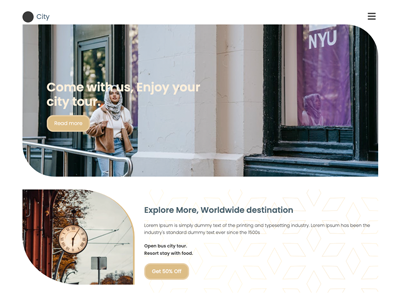 City
NYU
Come with us, Enjoy your
city tour.
Read more
Explore More, Worldwide destination
Lorem Ipsum is simply dummy text of the printing and typesetting industry. Lorem Ipsum has been the
industry's standard dummy text ever since the 1500s
Open bus city tour.
Resort stay with food.
Get 50% Off